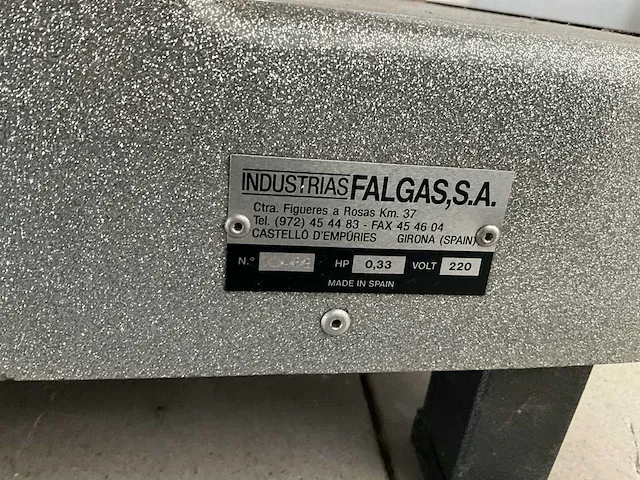 INDUSTRIAS FALGAS, S.A.
Ctra. Figueres a Rosas Km. 37
Tel. (972) 45 44 83 - FAX 45 46 04
CASTELLÓ D'EMPÚRIES GIRONA (SPAIN)
N.º HP 0,33 VOLT 220
MADE IN SPAIN